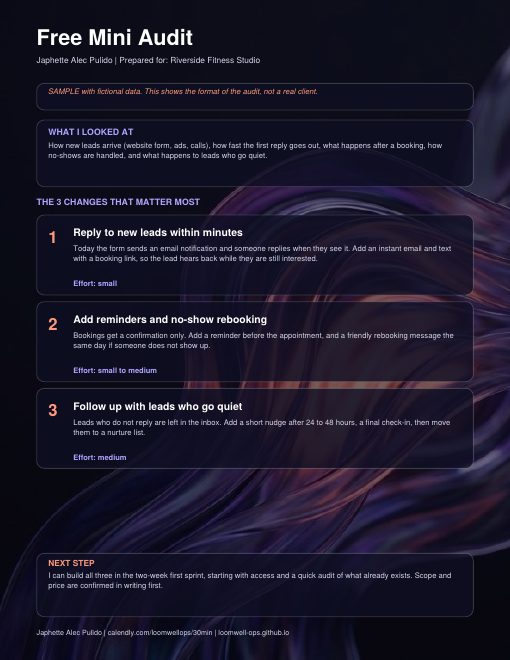 Free Mini Audit
Japhette Alec Pulido | Prepared for: Riverside Fitness Studio
SAMPLE with fictional data. This shows the format of the audit, not a real client.
WHAT I LOOKED AT
How new leads arrive (website form, ads, calls), how fast the first reply goes out, what happens after a booking, how
no-shows are handled, and what happens to leads who go quiet.
THE 3 CHANGES THAT MATTER MOST
1
Reply to new leads within minutes
Today the form sends an email notification and someone replies when they see it. Add an instant email and text
with a booking link, so the lead hears back while they are still interested.
Effort: small
2
Add reminders and no-show rebooking
Bookings get a confirmation only. Add a reminder before the appointment, and a friendly rebooking message the
same day if someone does not show up.
Effort: small to medium
3
Follow up with leads who go quiet
Leads who do not reply are left in the inbox. Add a short nudge after 24 to 48 hours, a final check-in, then move
them to a nurture list.
Effort: medium
NEXT STEP
I can build all three in the two-week first sprint, starting with access and a quick audit of what already exists. Scope and
price are confirmed in writing first.
Japhette Alec Pulido | calendly.com/loomwellops/30min | loomwell-ops.github.io